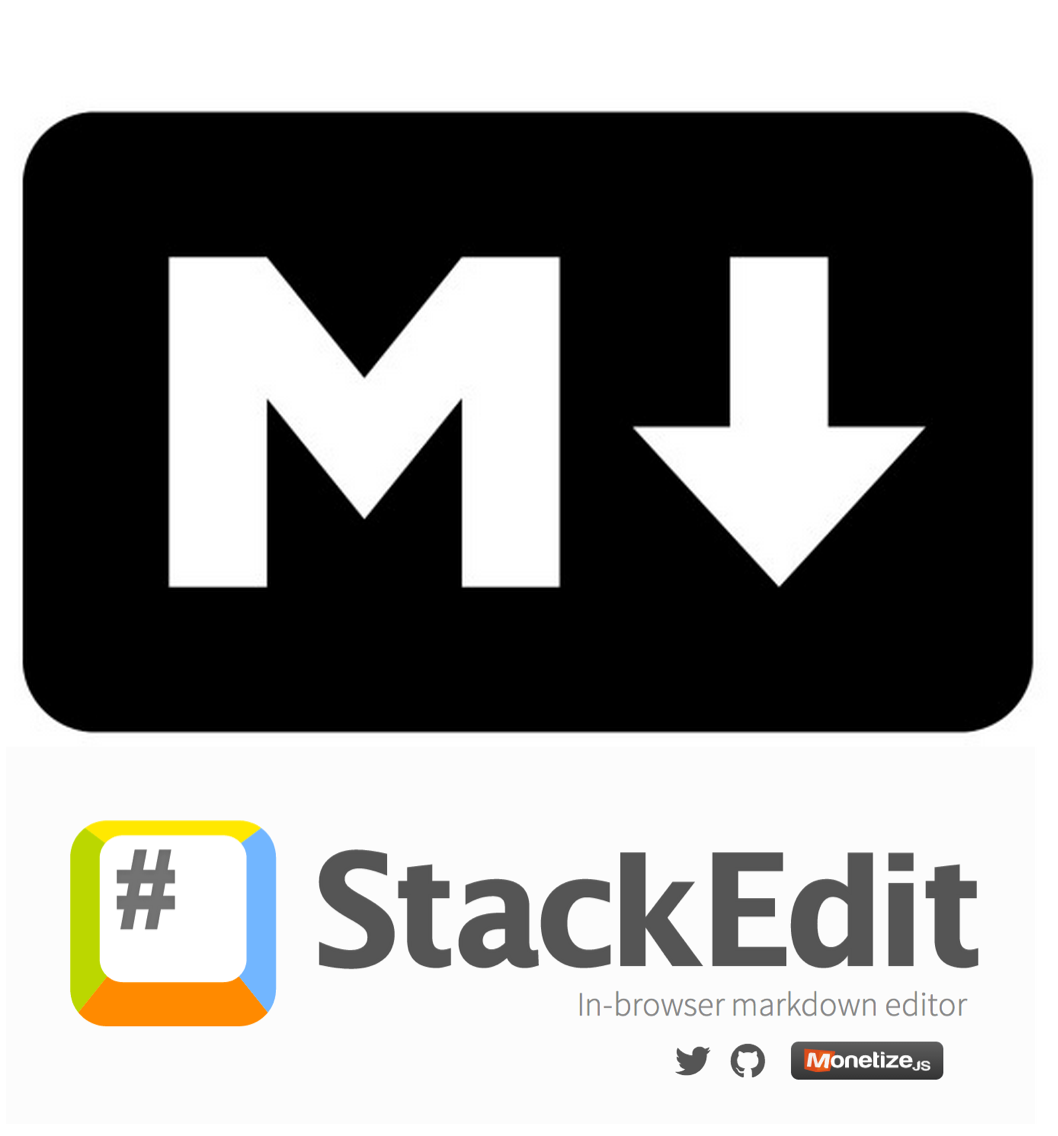 M
#
StackEdit
In-browser markdown editor
MonetizeJS